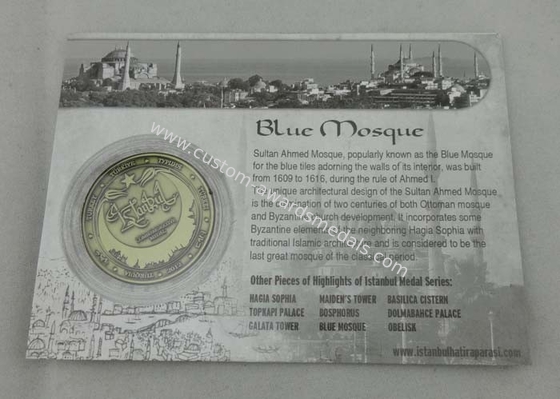 Blue Mosque
Sultan Ahmed Mosque, popularly known as the Blue Mosque
for the blue tiles adorning the walls of its interior, was built
from 1609 to 1616, during the rule of Ahmed I.
The unique architectural design of the Sultan Ahmed Mosque,
is the culmination of two centuries of both Ottoman mosque
and Byzantine church development. It incorporates some
Byzantine elements of the neighboring Hagia Sophia with
traditional Islamic architecture and is considered to be the
last great mosque of the classical period.
Other Pieces of Highlights of Istanbul Medal Series:
HAGIA SOPHIA MAIDEN'S TOWER BASILICA CISTERN
TOPKAPI PALACE BOSPHORUS DOLMABAHCE PALACE
GALATA TOWER BLUE MOSQUE OBELISK
www.istanbulhatiraparasi.com
İstanbul
www.custom-awardsmedals.com